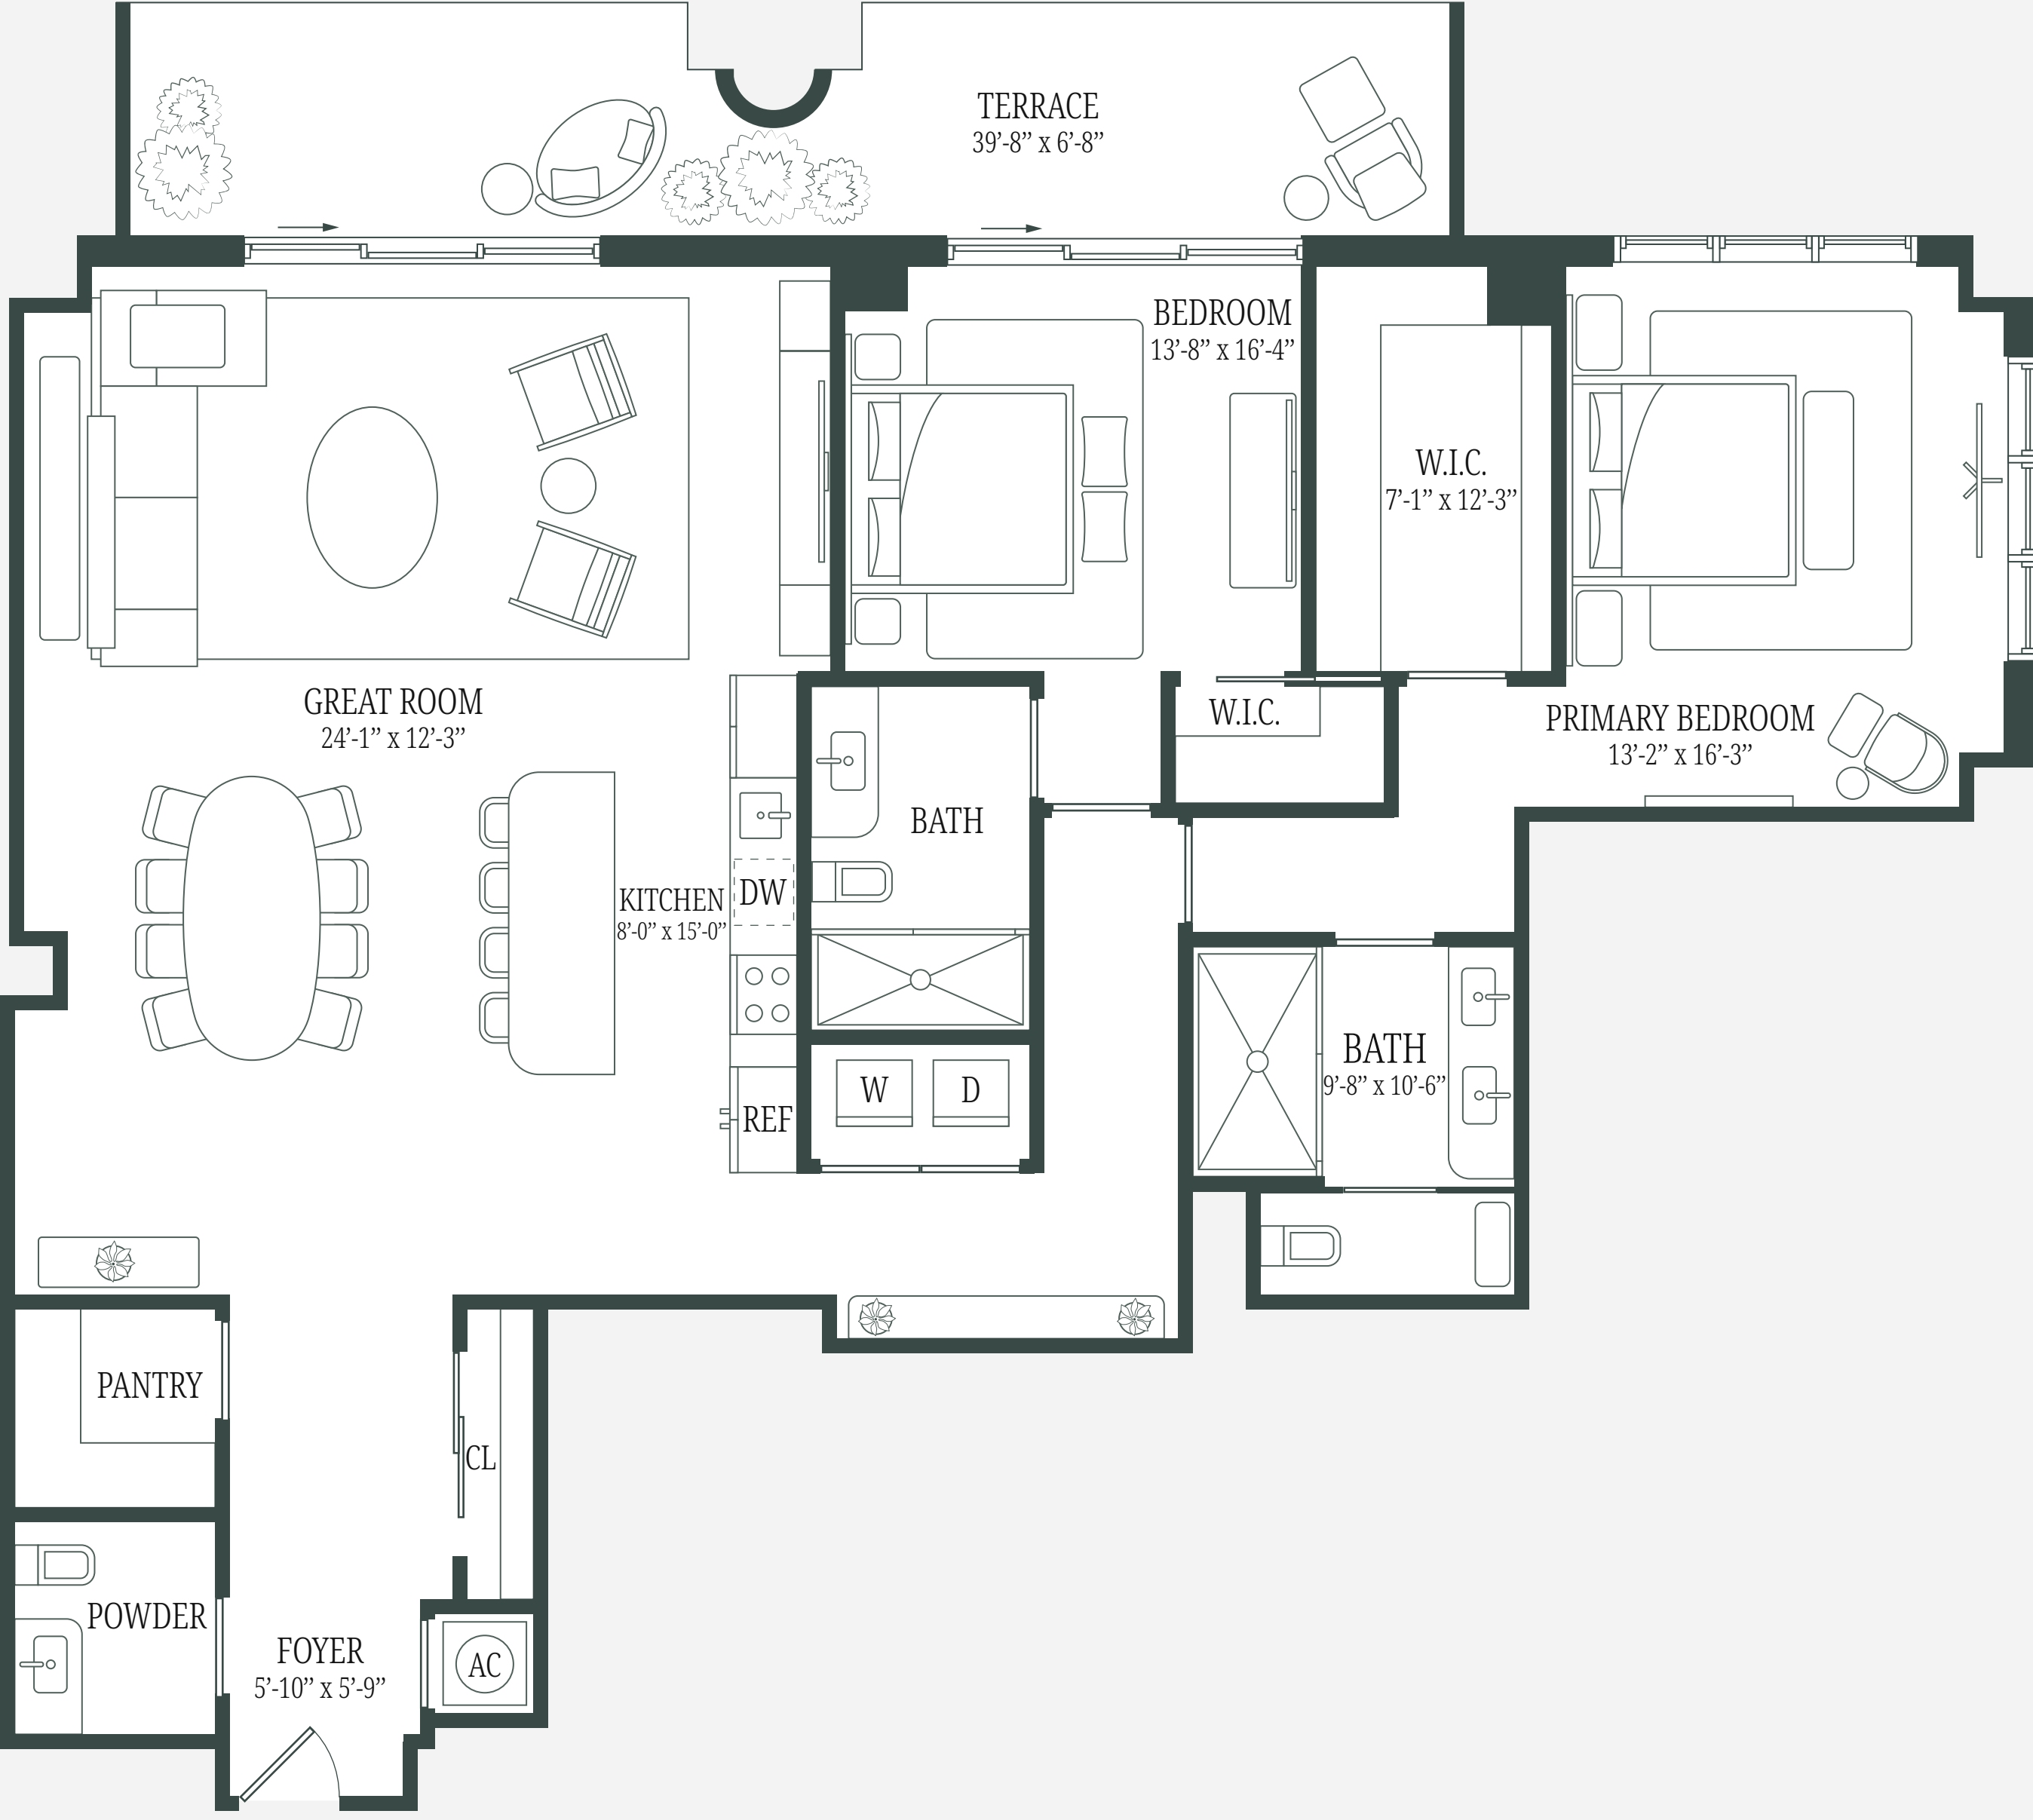 TERRACE
39’-8” x 6’-8”
BEDROOM
13’-8” x 16’-4”
W.I.C.
7’-1” x 12’-3”
GREAT ROOM
24’-1” x 12’-3”
W.I.C.
PRIMARY BEDROOM
13’-2” x 16’-3”
BATH
KITCHEN
8’-0” x 15’-0”
DW
BATH
9’-8” x 10’-6”
W
D
REF
PANTRY
CL
POWDER
FOYER
5’-10” x 5’-9”
AC